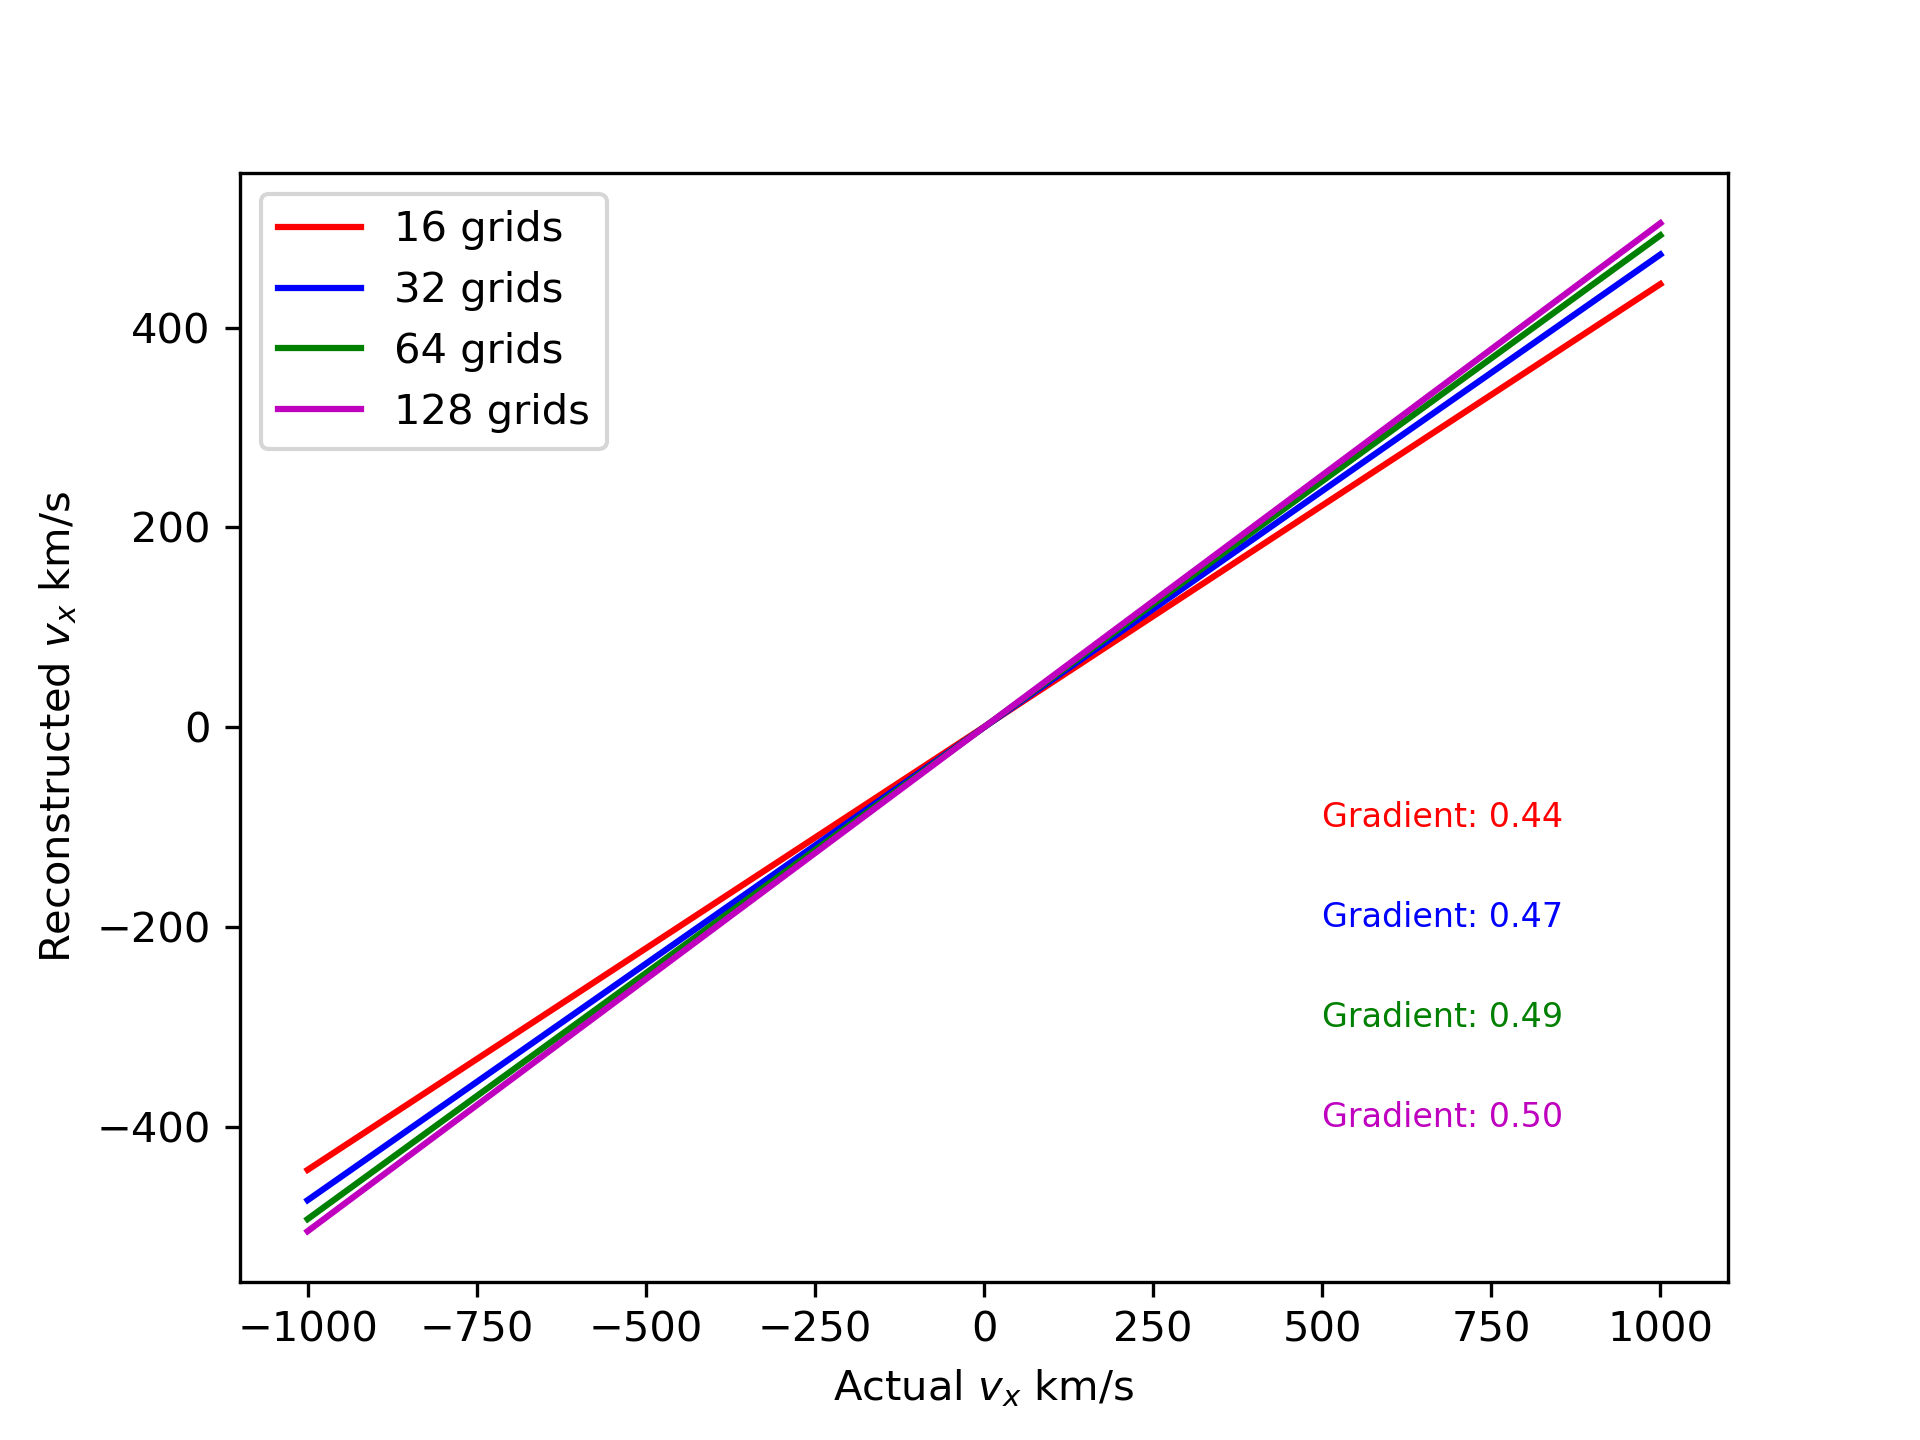 16 grids
32 grids
64 grids
128 grids
400
200
0
−200
−400
Reconstructed vₓ km/s
Gradient: 0.44
Gradient: 0.47
Gradient: 0.49
Gradient: 0.50
−1000 −750 −500 −250 0 250 500 750 1000
Actual vₓ km/s